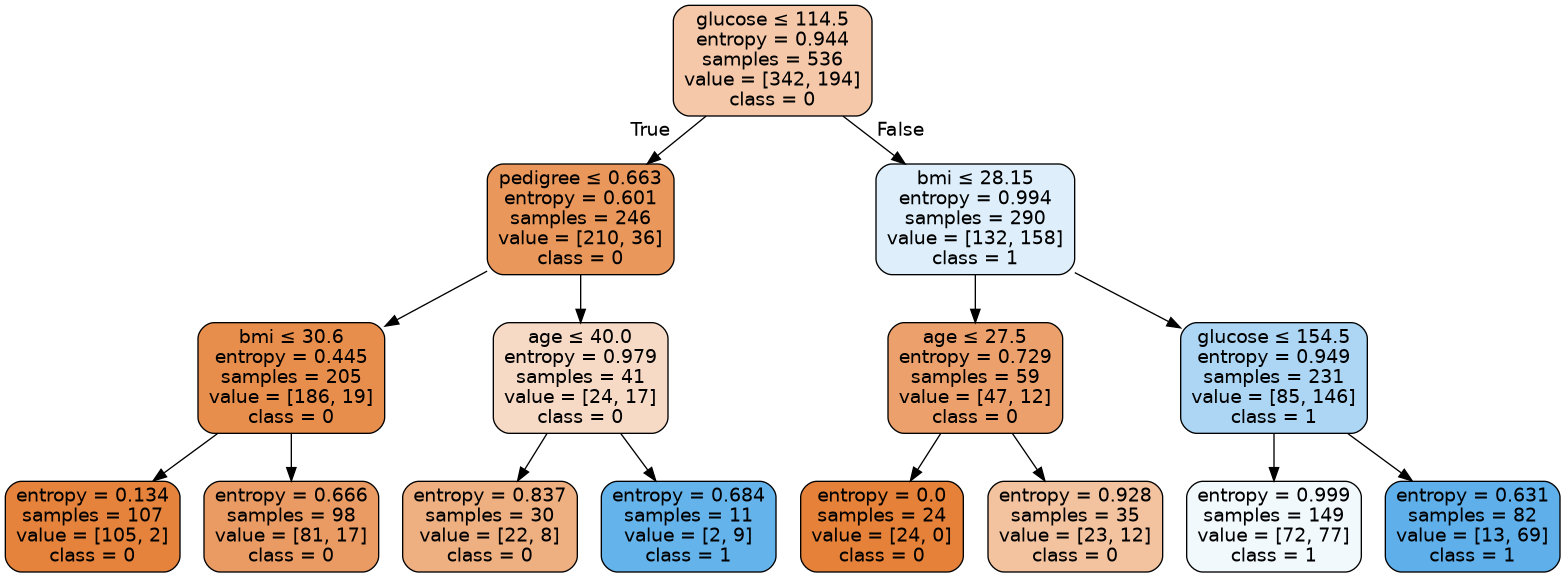 glucose ≤ 114.5
entropy = 0.944
samples = 536
value = [342, 194]
class = 0
True
False
pedigree ≤ 0.663
entropy = 0.601
samples = 246
value = [210, 36]
class = 0
bmi ≤ 28.15
entropy = 0.994
samples = 290
value = [132, 158]
class = 1
bmi ≤ 30.6
entropy = 0.445
samples = 205
value = [186, 19]
class = 0
age ≤ 40.0
entropy = 0.979
samples = 41
value = [24, 17]
class = 0
age ≤ 27.5
entropy = 0.729
samples = 59
value = [47, 12]
class = 0
glucose ≤ 154.5
entropy = 0.949
samples = 231
value = [85, 146]
class = 1
entropy = 0.134
samples = 107
value = [105, 2]
class = 0
entropy = 0.666
samples = 98
value = [81, 17]
class = 0
entropy = 0.837
samples = 30
value = [22, 8]
class = 0
entropy = 0.684
samples = 11
value = [2, 9]
class = 1
entropy = 0.0
samples = 24
value = [24, 0]
class = 0
entropy = 0.928
samples = 35
value = [23, 12]
class = 0
entropy = 0.999
samples = 149
value = [72, 77]
class = 1
entropy = 0.631
samples = 82
value = [13, 69]
class = 1